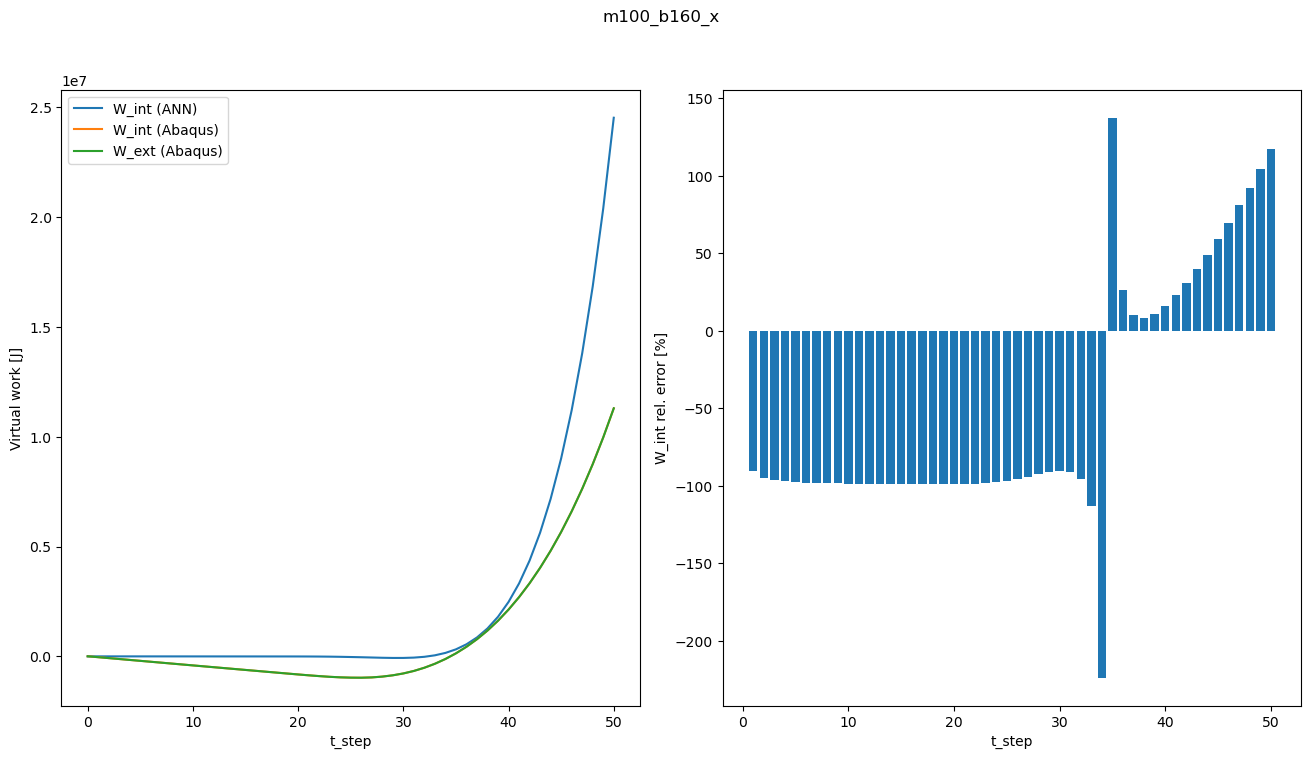 m100_b160_x
1e7
W_int (ANN)
W_int (Abaqus)
W_ext (Abaqus)
Virtual work [J]
2.5
2.0
1.5
1.0
0.5
0.0
0 10 20 30 40 50
t_step
W_int rel. error [%]
150
100
50
0
−50
−100
−150
−200
0 10 20 30 40 50
t_step